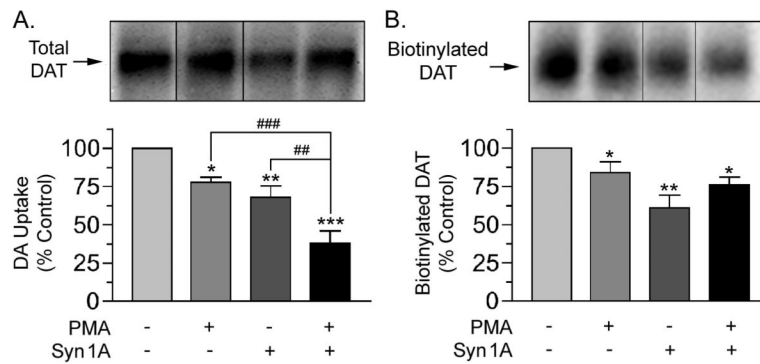 A.
Total
DAT
###
##
100
75
50
25
0
DA Uptake
(% Control)
*
**
***
PMA - + - +
Syn1A - - + +
B.
Biotinylated
DAT
100
75
50
25
0
Biotinylated DAT
(% Control)
*
**
*
PMA - + - +
Syn1A - - + +